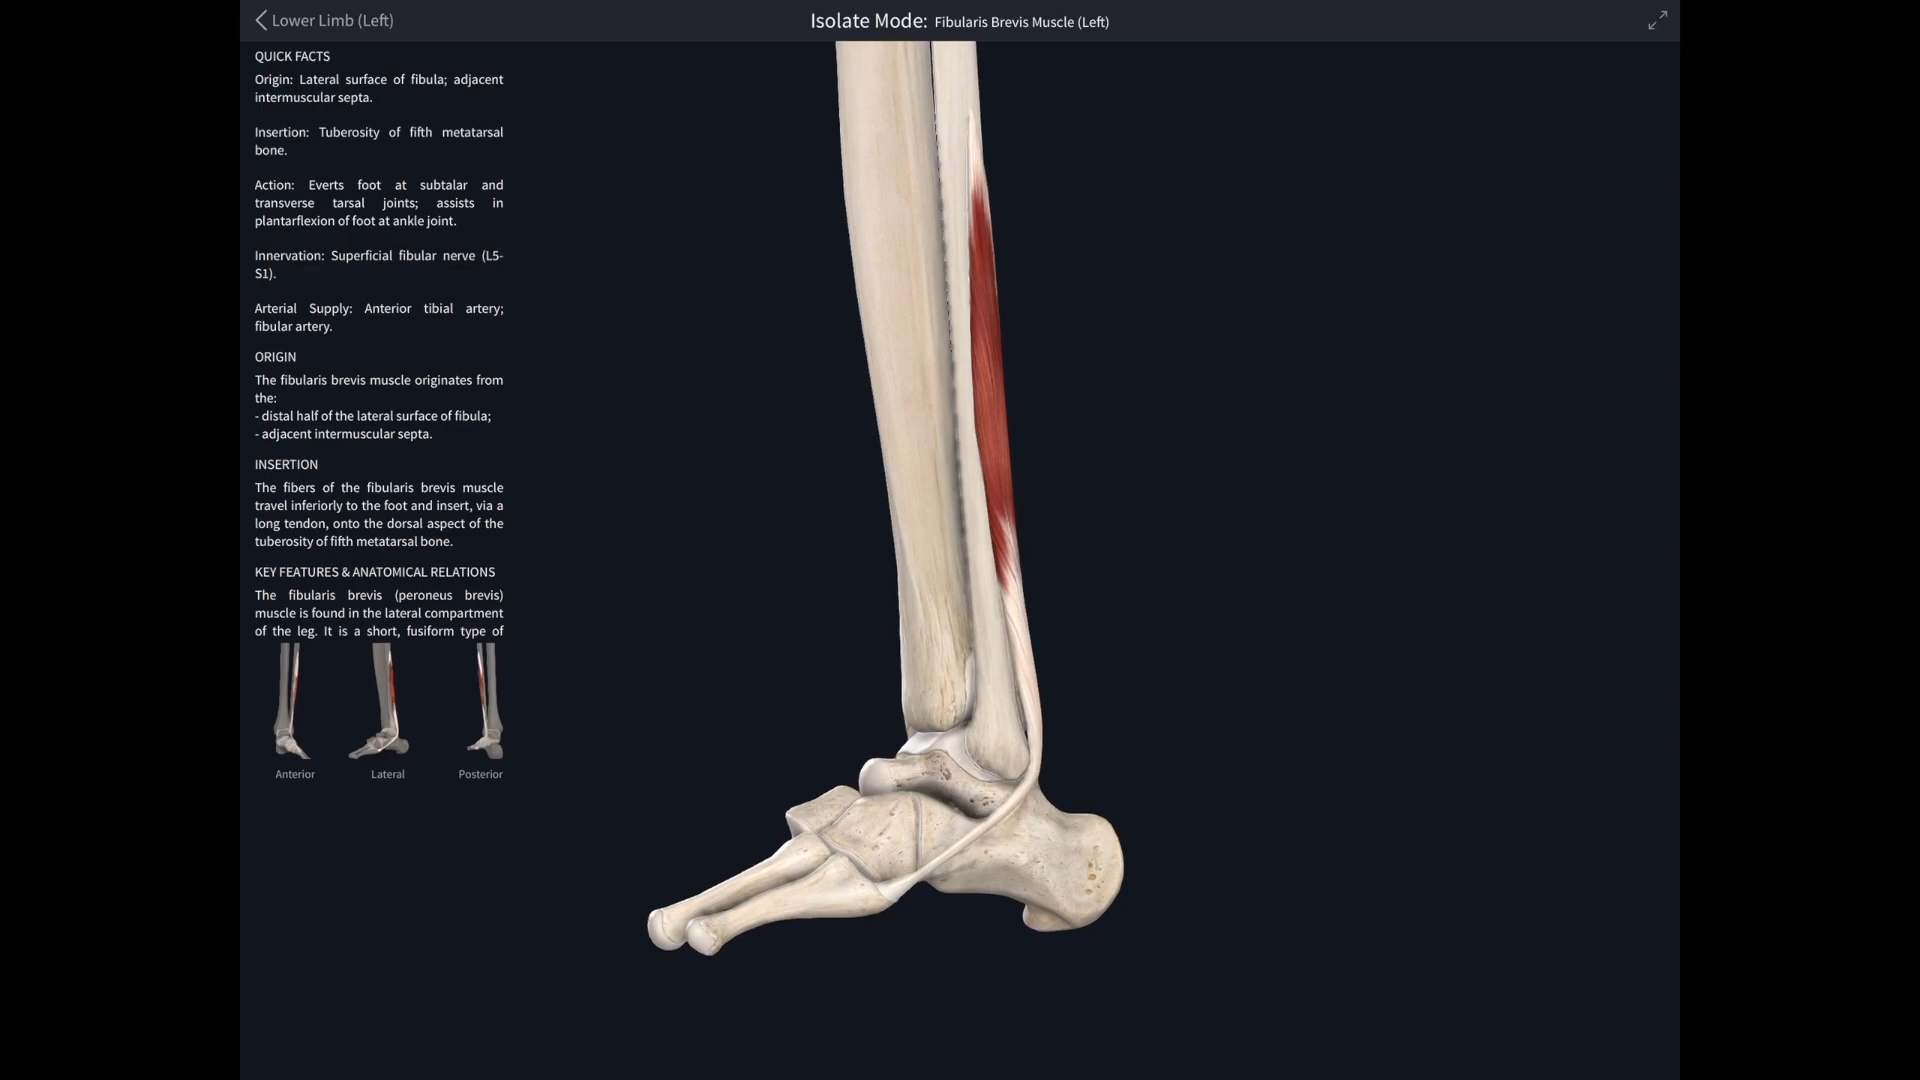 Lower Limb (Left)
Isolate Mode: Fibularis Brevis Muscle (Left)
QUICK FACTS
Origin: Lateral surface of fibula; adjacent
intermuscular septa.
Insertion: Tuberosity of fifth metatarsal
bone.
Action: Everts foot at subtalar and
transverse tarsal joints; assists in
plantarflexion of foot at ankle joint.
Innervation: Superficial fibular nerve (L5-
S1).
Arterial Supply: Anterior tibial artery;
fibular artery.
ORIGIN
The fibularis brevis muscle originates from
the:
- distal half of the lateral surface of fibula;
- adjacent intermuscular septa.
INSERTION
The fibers of the fibularis brevis muscle
travel inferiorly to the foot and insert, via a
long tendon, onto the dorsal aspect of the
tuberosity of fifth metatarsal bone.
KEY FEATURES & ANATOMICAL RELATIONS
The fibularis brevis (peroneus brevis)
muscle is found in the lateral compartment
of the leg. It is a short, fusiform type of
Anterior
Lateral
Posterior